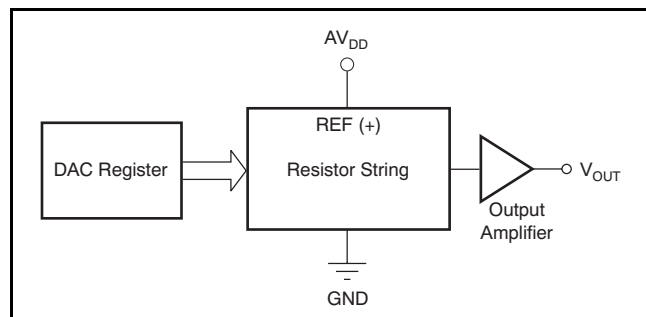 AVDD
REF (+)
DAC Register
Resistor String
VOUT
Output
Amplifier
GND